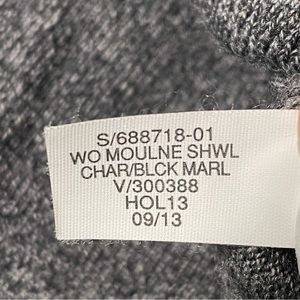 S/688718-01
WO MOULNE SHWL
CHAR/BLCK MARL
V/300388
HOL13
09/13